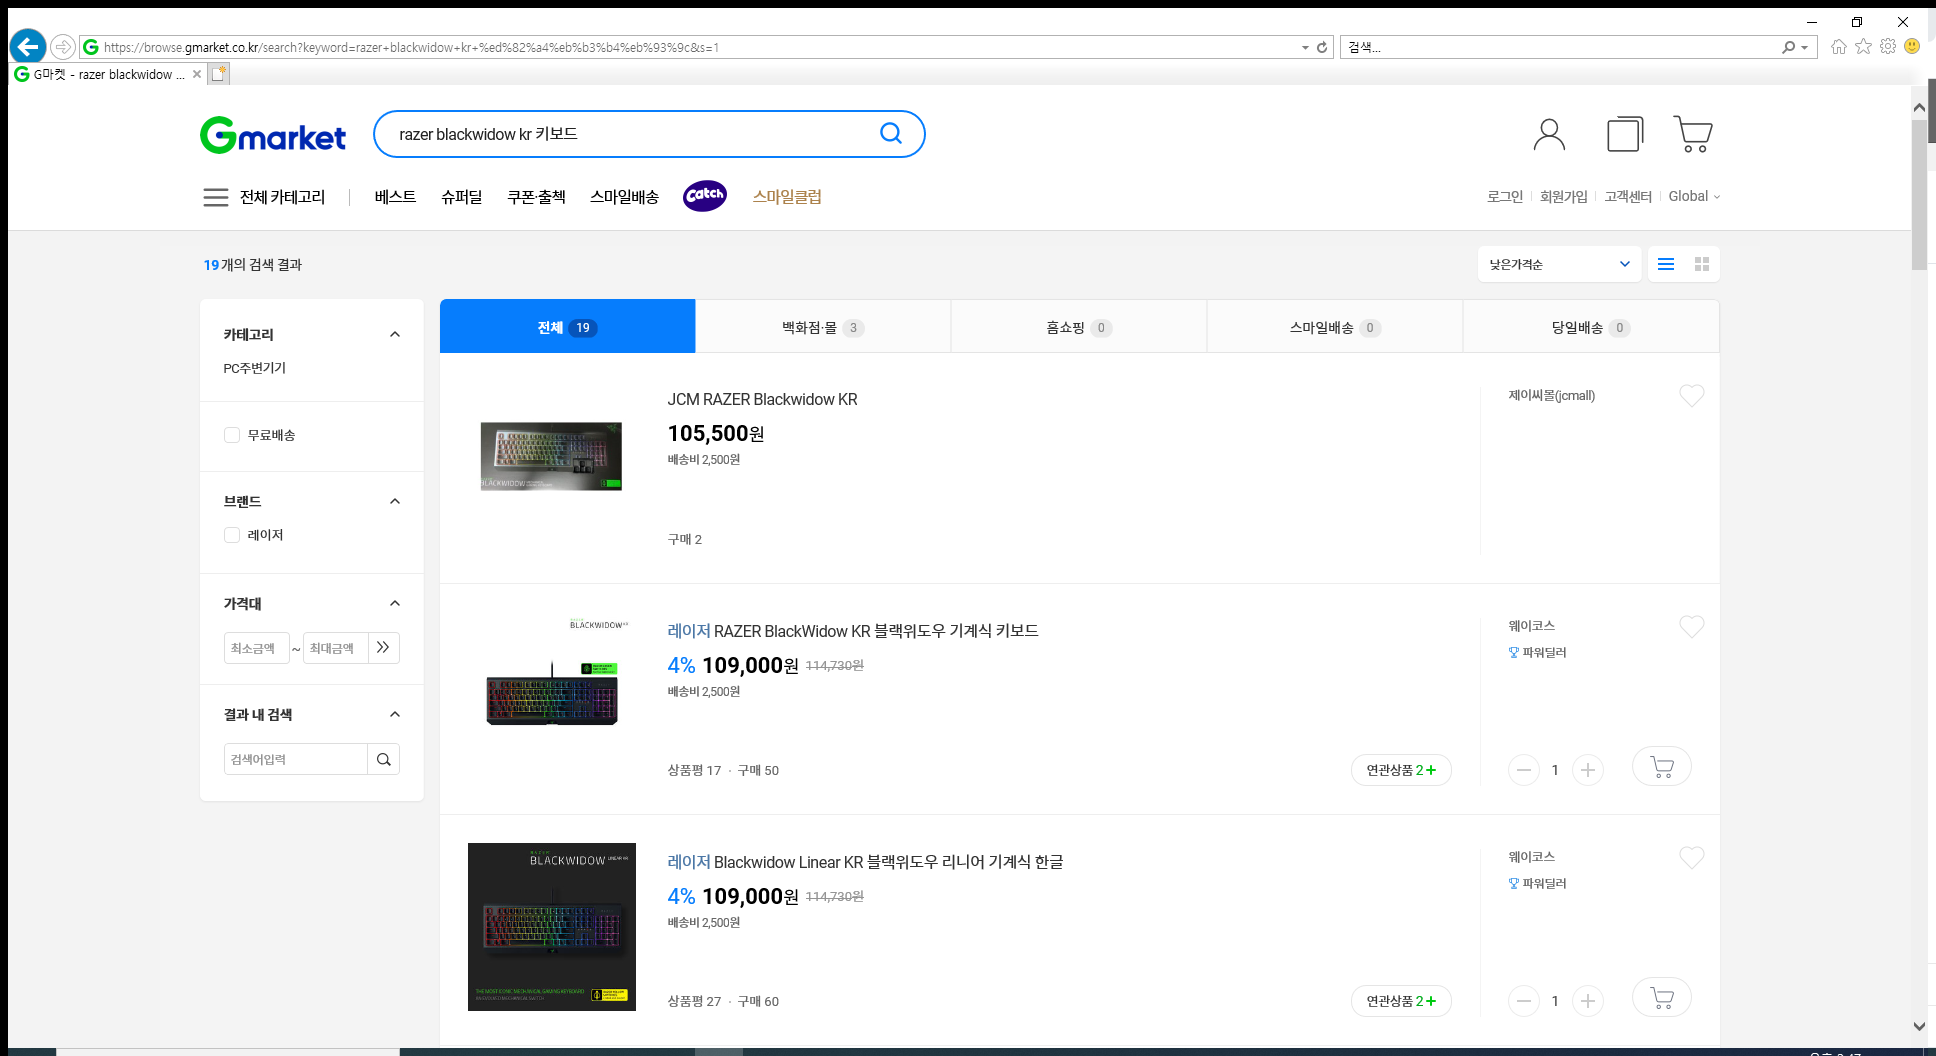 https://browse.gmarket.co.kr/search?keyword=razer+blackwidow+kr+%ed%82%a4%eb%b3%b4%eb%93%9c&s=1
검색...
G마켓 - razer blackwidow ...
Gmarket
razer blackwidow kr 키보드
전체 카테고리
베스트
슈퍼딜
쿠폰·출첵
스마일배송
Catch
스마일클럽
로그인
회원가입
고객센터
Global
19개의 검색 결과
낮은가격순
카테고리
PC주변기기
무료배송
브랜드
레이저
가격대
최소금액 ~ 최대금액
결과 내 검색
검색어입력
전체 19
백화점·몰 3
홈쇼핑 0
스마일배송 0
당일배송 0
JCM RAZER Blackwidow KR
105,500원
배송비 2,500원
구매 2
제이씨몰(jcmall)
BLACKWIDOW
BLACKWIDOW KR
레이저 RAZER BlackWidow KR 블랙위도우 기계식 키보드
4% 109,000원 114,730원
배송비 2,500원
상품평 17 · 구매 50
연관상품 2+
웨이코스
파워딜러
1
RAZER
BLACKWIDOW LINEAR KR
THE MOST ICONIC MECHANICAL GAMING KEYBOARD
레이저 Blackwidow Linear KR 블랙위도우 리니어 기계식 한글
4% 109,000원 114,730원
배송비 2,500원
상품평 27 · 구매 60
연관상품 2+
웨이코스
파워딜러
1